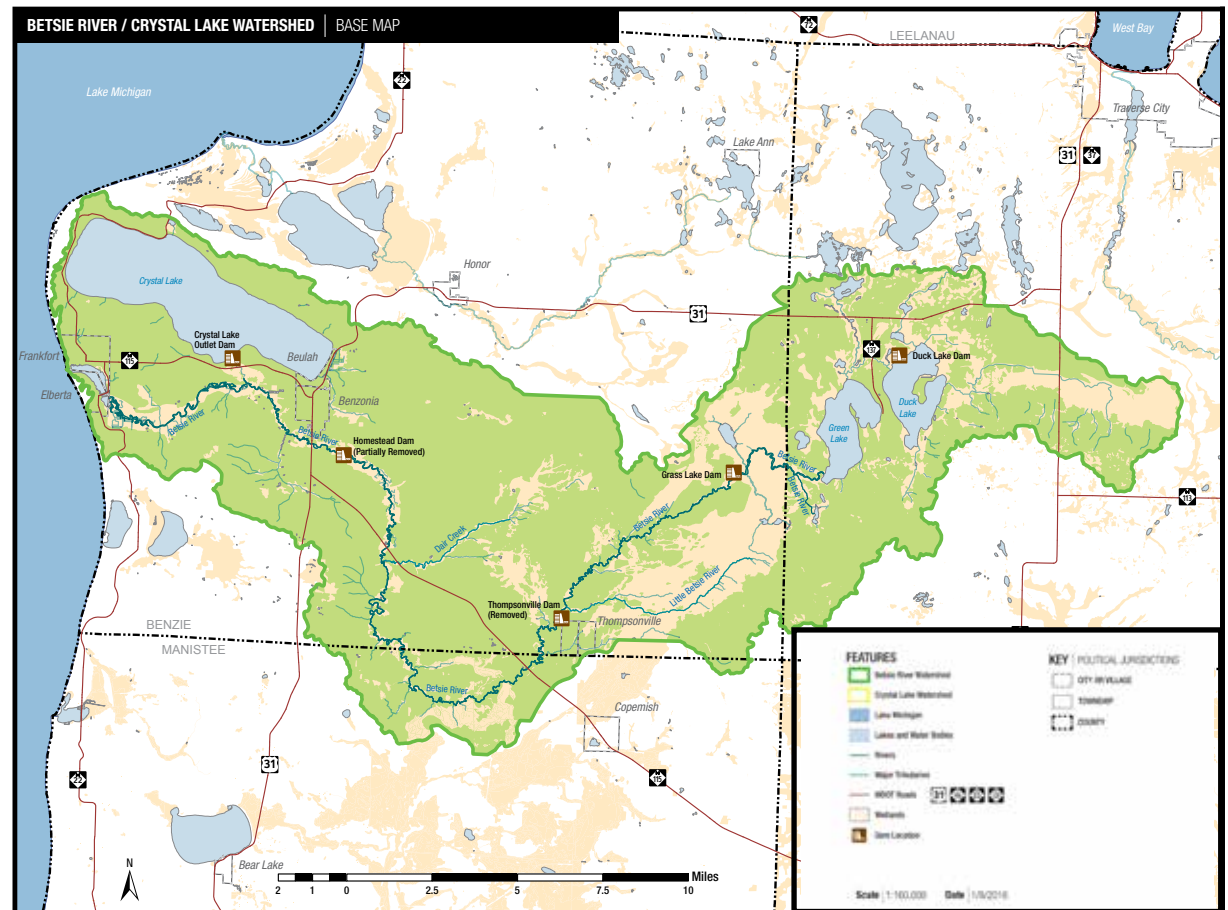 BETSIE RIVER / CRYSTAL LAKE WATERSHED | BASE MAP
72
LEELANAU
West Bay
Lake Michigan
22
Traverse City
Lake Ann
31
37
Crystal Lake
Honor
31
Crystal Lake
Outlet Dam
Frankfort
115
Beulah
137
Duck Lake Dam
Elberta
Benzonia
Duck
Lake
Betsie River
Betsie River
Green
Lake
Homestead Dam
(Partially Removed)
Grass Lake Dam
Betsie River
Betsie River
113
Betsie River
Dair Creek
Little Betsie River
Thompsonville Dam
(Removed)
Thompsonville
BENZIE
MANISTEE
Betsie River
Copemish
31
22
115
Bear Lake
N
Miles
2 1 0 2.5 5 7.5 10
FEATURES
Betsie River Watershed
Crystal Lake Watershed
Lake Michigan
Lakes and Water Bodies
Rivers
Major Tributaries
MDOT Roads 31
Wetlands
Dam Location
KEY | POLITICAL JURISDICTIONS
CITY OR VILLAGE
TOWNSHIP
COUNTY
Scale | 1:160,000 Date | 1/8/2016